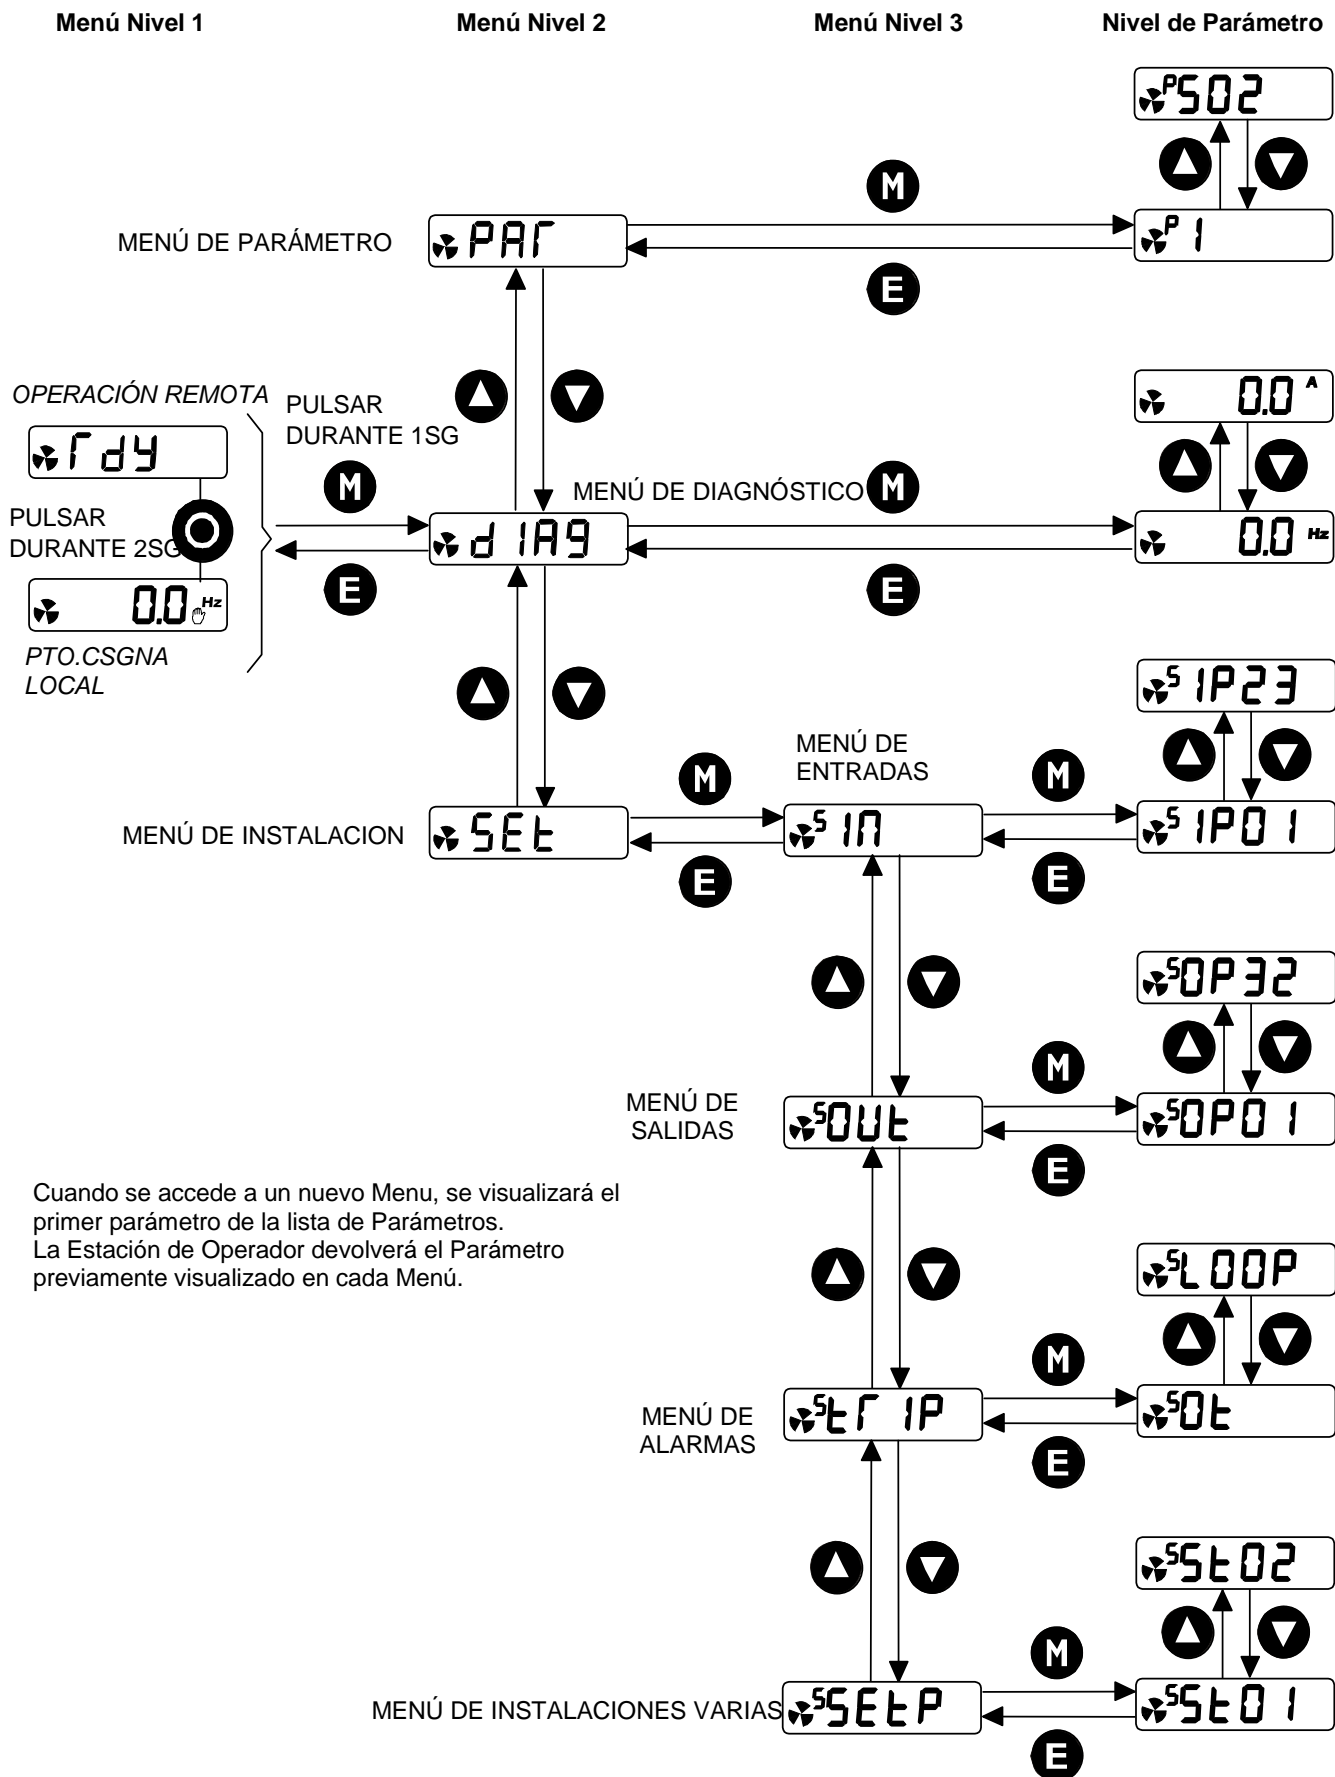 Menú Nivel 1 Menú Nivel 2 Menú Nivel 3 Nivel de Parámetro
P502
M
MENÚ DE PARÁMETRO PAr P1
E
OPERACIÓN REMOTA
PULSAR
DURANTE 1SG
0.0 A
rdY
M
MENÚ DE DIAGNÓSTICO M
PULSAR
DURANTE 2SG
dIAg 0.0 Hz
E E
0.0 Hz
PTO.CSGNA
LOCAL
S IP23
MENÚ DE
ENTRADAS
M M
MENÚ DE INSTALACION SEt S In S IP01
E E
SOP32
M
MENÚ DE
SALIDAS
SOUt SOP01
E
Cuando se accede a un nuevo Menu, se visualizará el
primer parámetro de la lista de Parámetros.
La Estación de Operador devolverá el Parámetro
previamente visualizado en cada Menú.
SLOOP
M
MENÚ DE
ALARMAS
StrIP SOt
E
SSt02
M
MENÚ DE INSTALACIONES VARIAS SSEtP SSt01
E